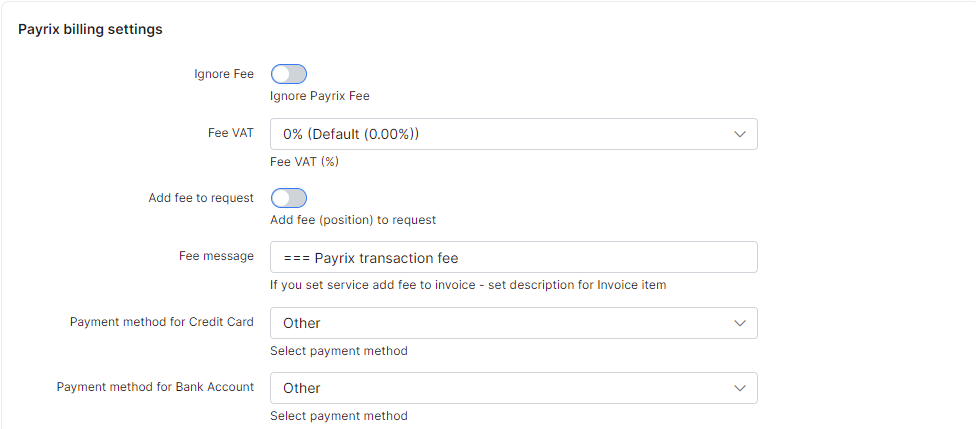 Payrix billing settings
Ignore Fee
Ignore Payrix Fee
Fee VAT
0% (Default (0.00%))
Fee VAT (%)
Add fee to request
Add fee (position) to request
Fee message
=== Payrix transaction fee
If you set service add fee to invoice - set description for Invoice item
Payment method for Credit Card
Other
Select payment method
Payment method for Bank Account
Other
Select payment method